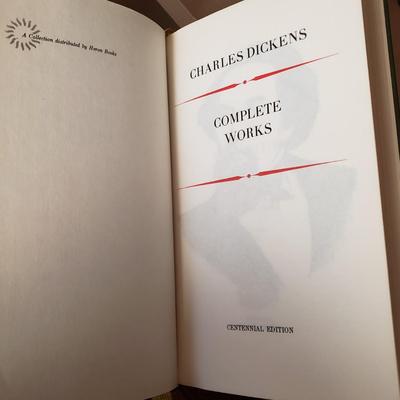 A Collection distributed by Heron Books
CHARLES DICKENS
COMPLETE
WORKS
CENTENNIAL EDITION